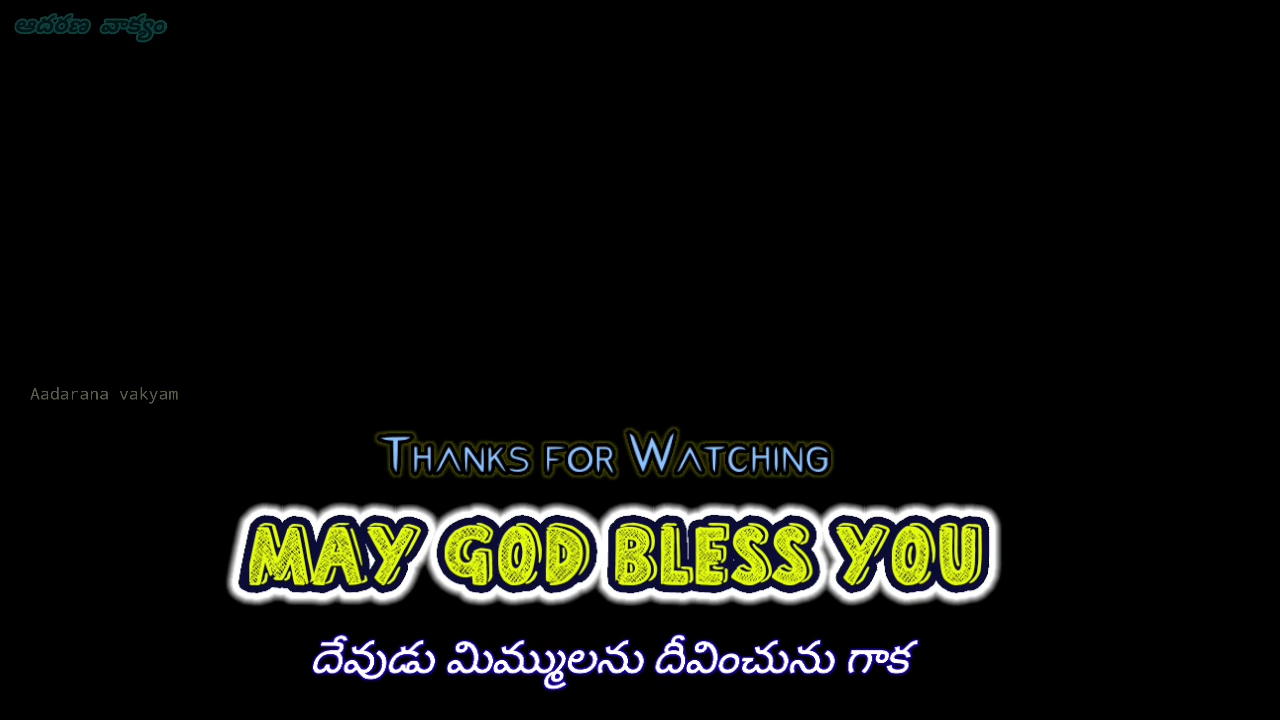 ఆదరణ వాక్యం
Aadarana vakyam
Thanks for Watching
MAY GOD BLESS YOU
దేవుడు మిమ్ములను దీవించును గాక